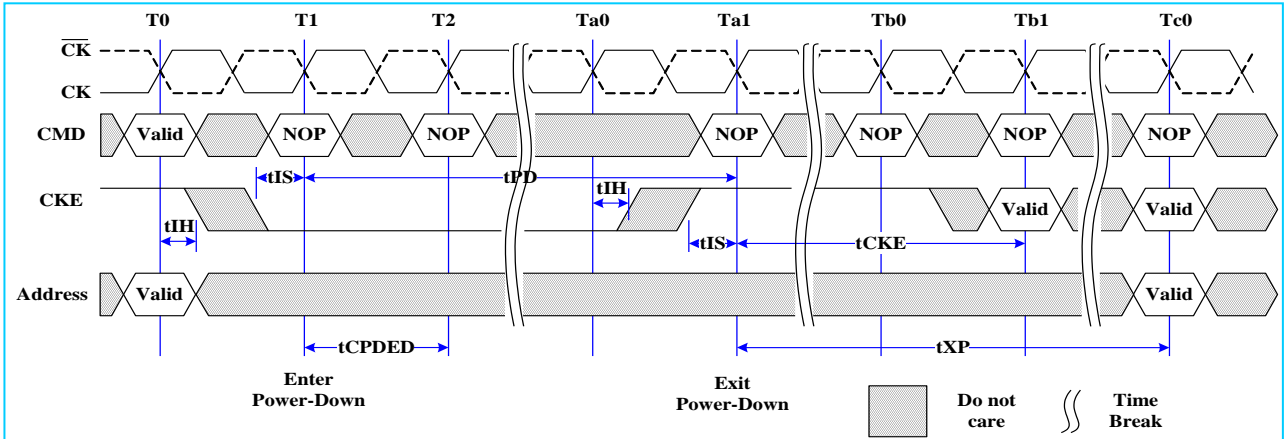 T0 T1 T2 Ta0 Ta1 Tb0 Tb1 Tc0
CK
CK
CMD Valid NOP NOP NOP NOP NOP NOP
tIS tPD tIH
CKE Valid Valid
tIH tIS tCKE
Address Valid Valid
tCPDED tXP
Enter
Power-Down
Exit
Power-Down
Do not
care
Time
Break